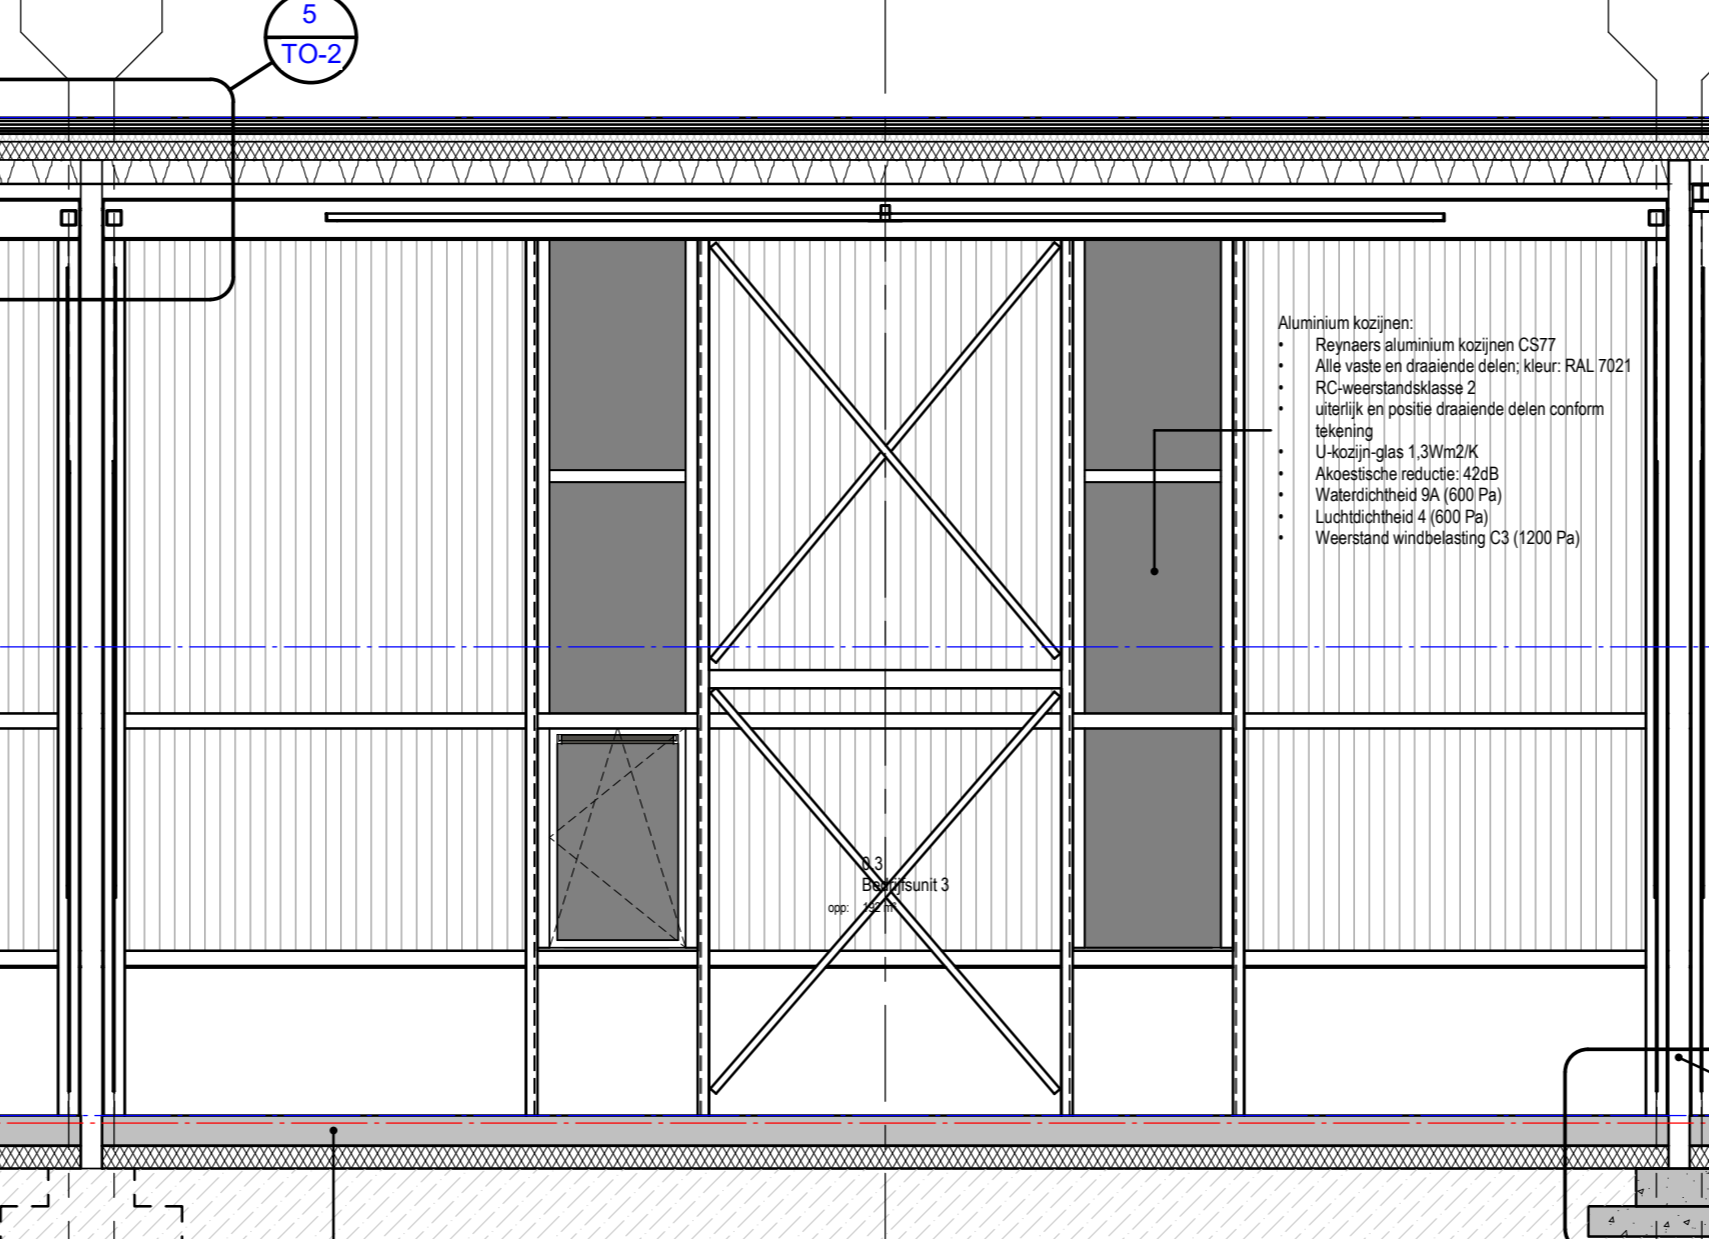 5
TO-2
Aluminium kozijnen:
• Reynaers aluminium kozijnen CS77
• Alle vaste en draaiende delen; kleur: RAL 7021
• RC-weerstandsklasse 2
• uiterlijk en positie draaiende delen conform
tekening
• U-kozijn-glas 1,3Wm2/K
• Akoestische reductie: 42dB
• Waterdichtheid 9A (600 Pa)
• Luchtdichtheid 4 (600 Pa)
• Weerstand windbelasting C3 (1200 Pa)
0.3
Bedrijfsunit 3
opp: 192 m²